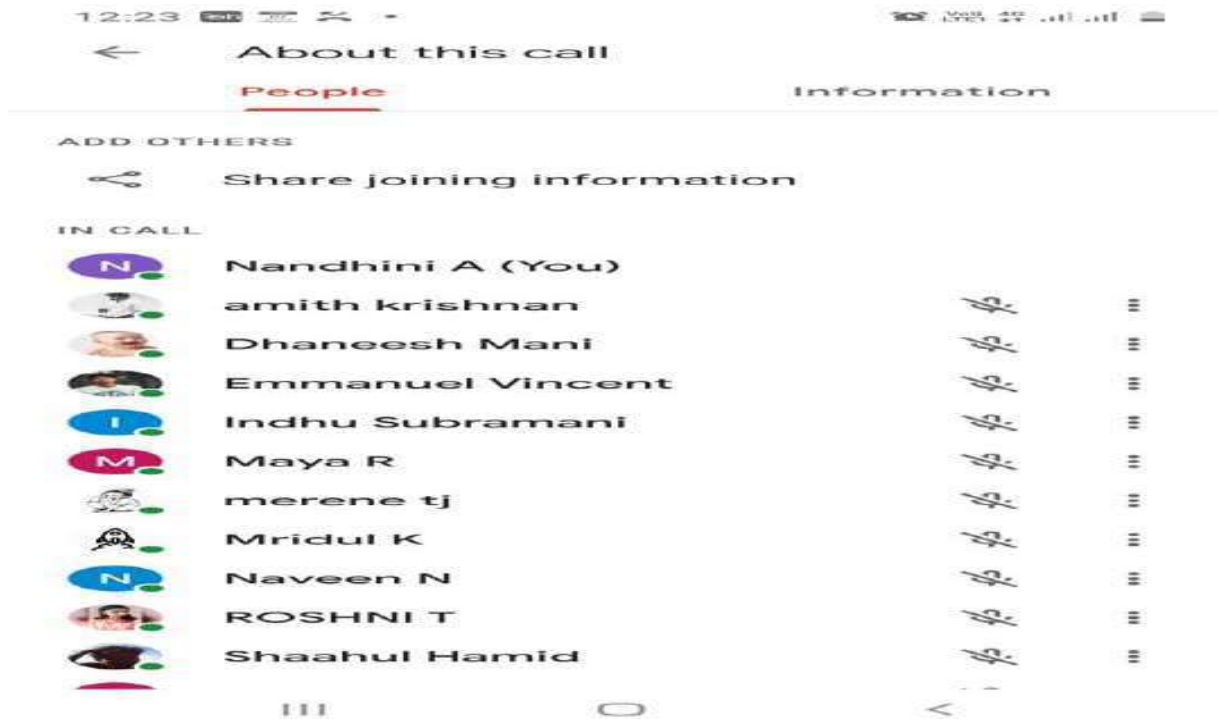 12:23
About this call
People Information
ADD OTHERS
Share joining information
IN CALL
N Nandhini A (You)
amith krishnan
Dhaneesh Mani
Emmanuel Vincent
I Indhu Subramani
M Maya R
merene tj
Mridul K
N Naveen N
ROSHNI T
Shaahul Hamid